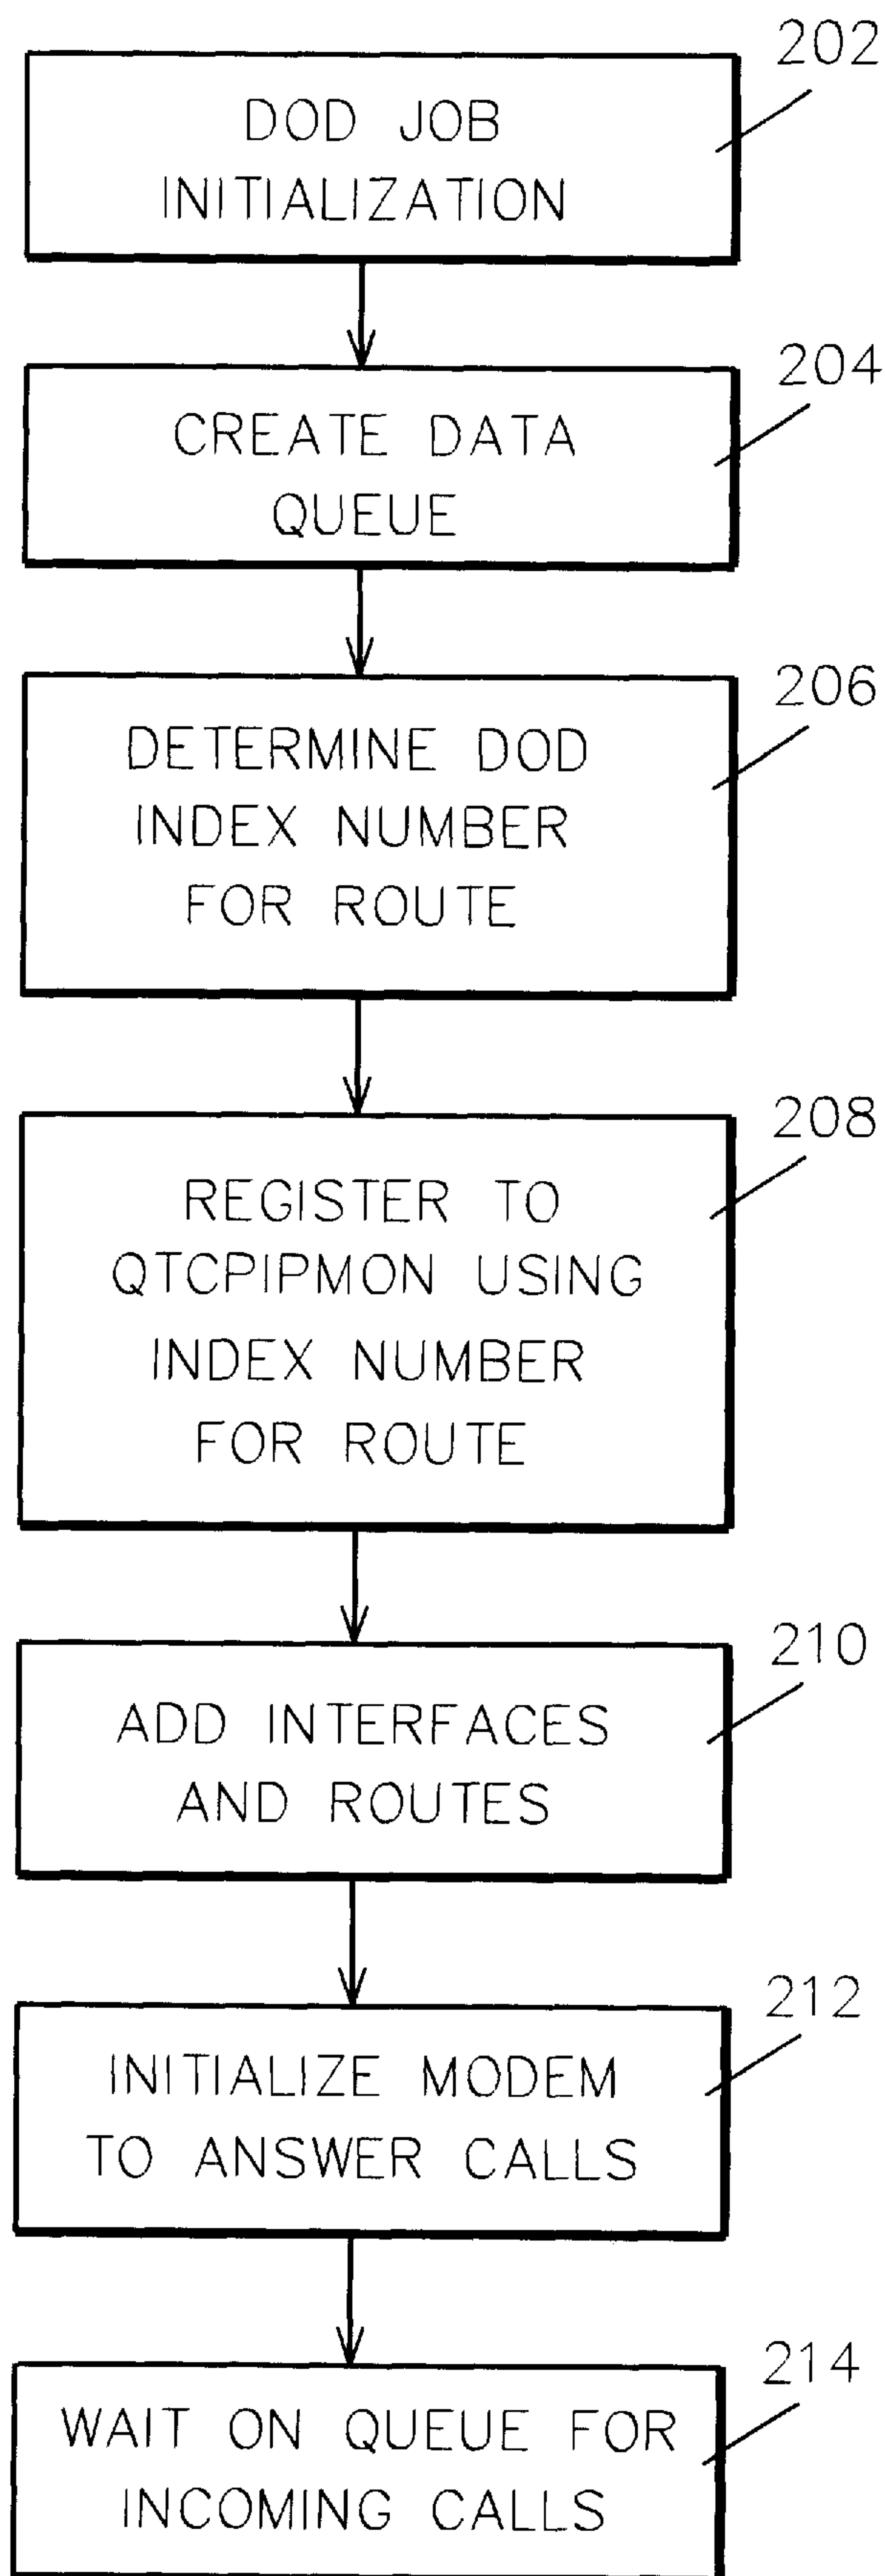 202
DOD JOB
INITIALIZATION
204
CREATE DATA
QUEUE
206
DETERMINE DOD
INDEX NUMBER
FOR ROUTE
208
REGISTER TO
QTCPIPMON USING
INDEX NUMBER
FOR ROUTE
210
ADD INTERFACES
AND ROUTES
212
INITIALIZE MODEM
TO ANSWER CALLS
214
WAIT ON QUEUE FOR
INCOMING CALLS